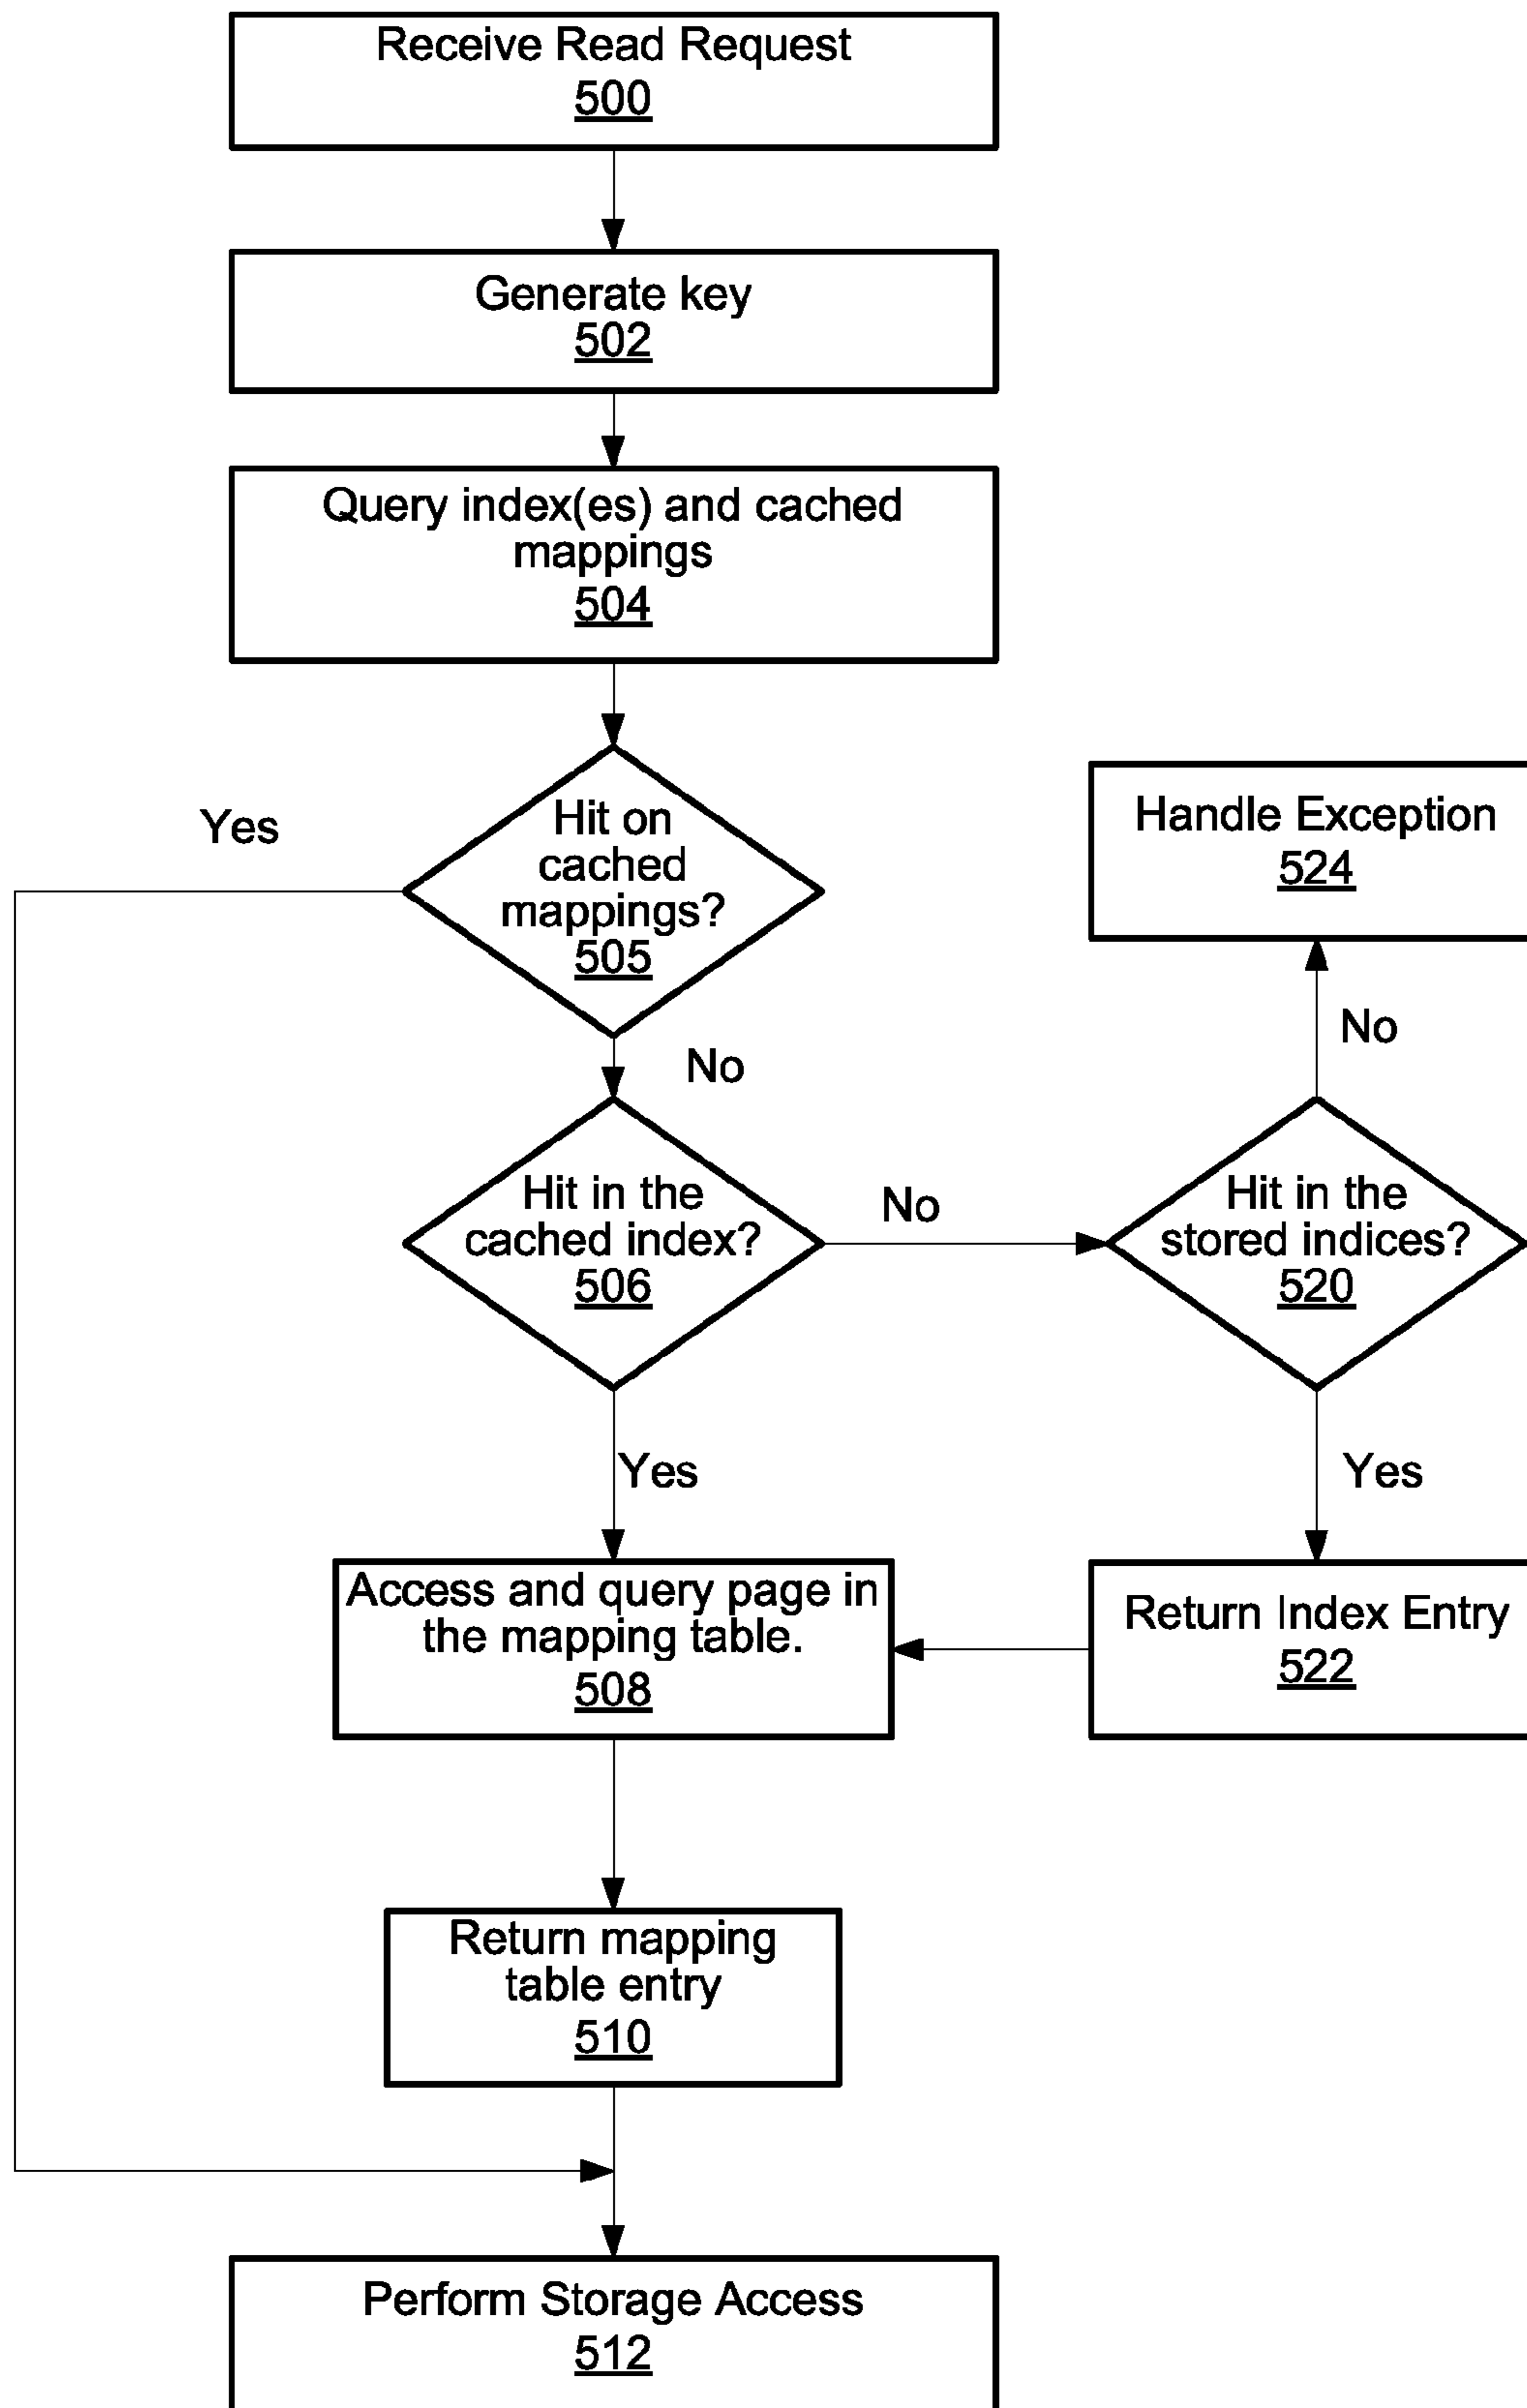 Receive Read Request
500
Generate key
502
Query index(es) and cached
mappings
504
Yes
Hit on
cached
mappings?
505
Handle Exception
524
No
No
Hit in the
cached index?
506
No
Hit in the
stored indices?
520
Yes
Yes
Access and query page in
the mapping table.
508
Return Index Entry
522
Return mapping
table entry
510
Perform Storage Access
512